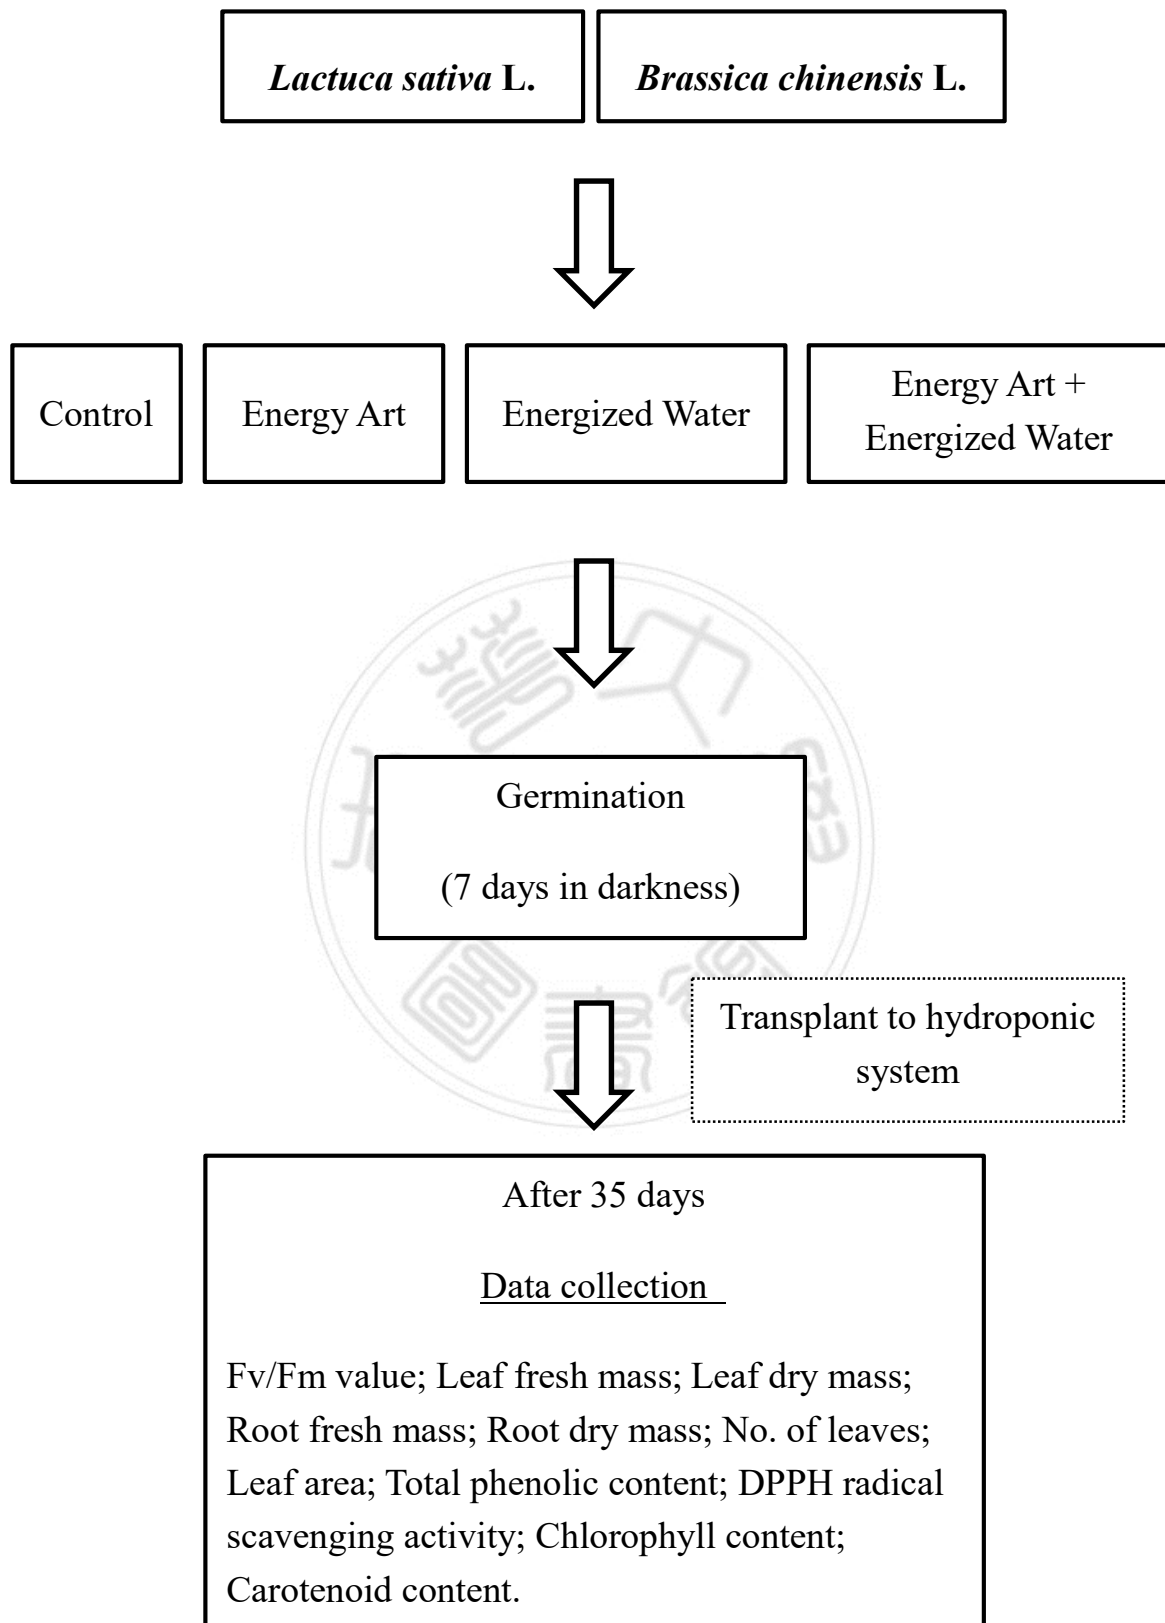 Lactuca sativa L.
Brassica chinensis L.
Control
Energy Art
Energized Water
Energy Art +
Energized Water
Germination
(7 days in darkness)
Transplant to hydroponic
system
After 35 days
Data collection
Fv/Fm value; Leaf fresh mass; Leaf dry mass;
Root fresh mass; Root dry mass; No. of leaves;
Leaf area; Total phenolic content; DPPH radical
scavenging activity; Chlorophyll content;
Carotenoid content.